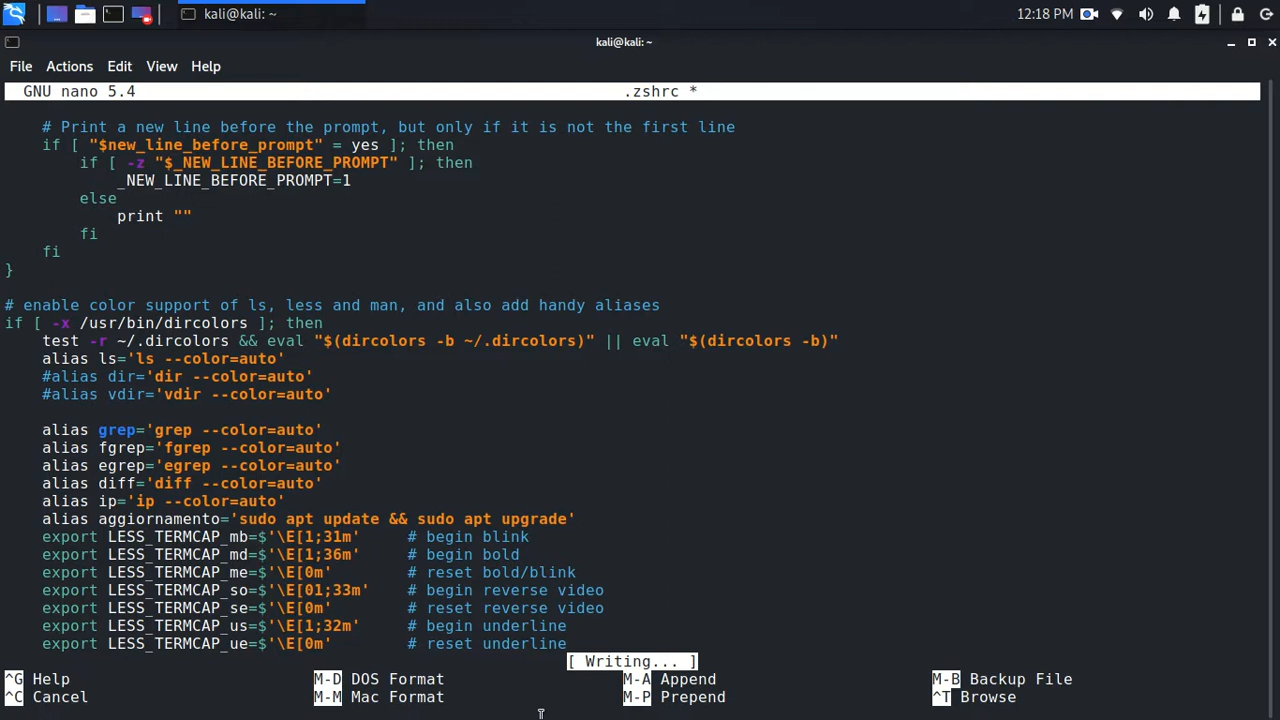 kali@kali: ~
12:18 PM
kali@kali: ~
File Actions Edit View Help
GNU nano 5.4 .zshrc *
# Print a new line before the prompt, but only if it is not the first line
if [ "$new_line_before_prompt" = yes ]; then
if [ -z "$_NEW_LINE_BEFORE_PROMPT" ]; then
_NEW_LINE_BEFORE_PROMPT=1
else
print ""
fi
fi
}
# enable color support of ls, less and man, and also add handy aliases
if [ -x /usr/bin/dircolors ]; then
test -r ~/.dircolors && eval "$(dircolors -b ~/.dircolors)" || eval "$(dircolors -b)"
alias ls='ls --color=auto'
#alias dir='dir --color=auto'
#alias vdir='vdir --color=auto'
alias grep='grep --color=auto'
alias fgrep='fgrep --color=auto'
alias egrep='egrep --color=auto'
alias diff='diff --color=auto'
alias ip='ip --color=auto'
alias aggiornamento='sudo apt update && sudo apt upgrade'
export LESS_TERMCAP_mb=$'\E[1;31m' # begin blink
export LESS_TERMCAP_md=$'\E[1;36m' # begin bold
export LESS_TERMCAP_me=$'\E[0m' # reset bold/blink
export LESS_TERMCAP_so=$'\E[01;33m' # begin reverse video
export LESS_TERMCAP_se=$'\E[0m' # reset reverse video
export LESS_TERMCAP_us=$'\E[1;32m' # begin underline
export LESS_TERMCAP_ue=$'\E[0m' # reset underline
[ Writing... ]
^G Help M-D DOS Format M-A Append M-B Backup File
^C Cancel M-M Mac Format M-P Prepend ^T Browse